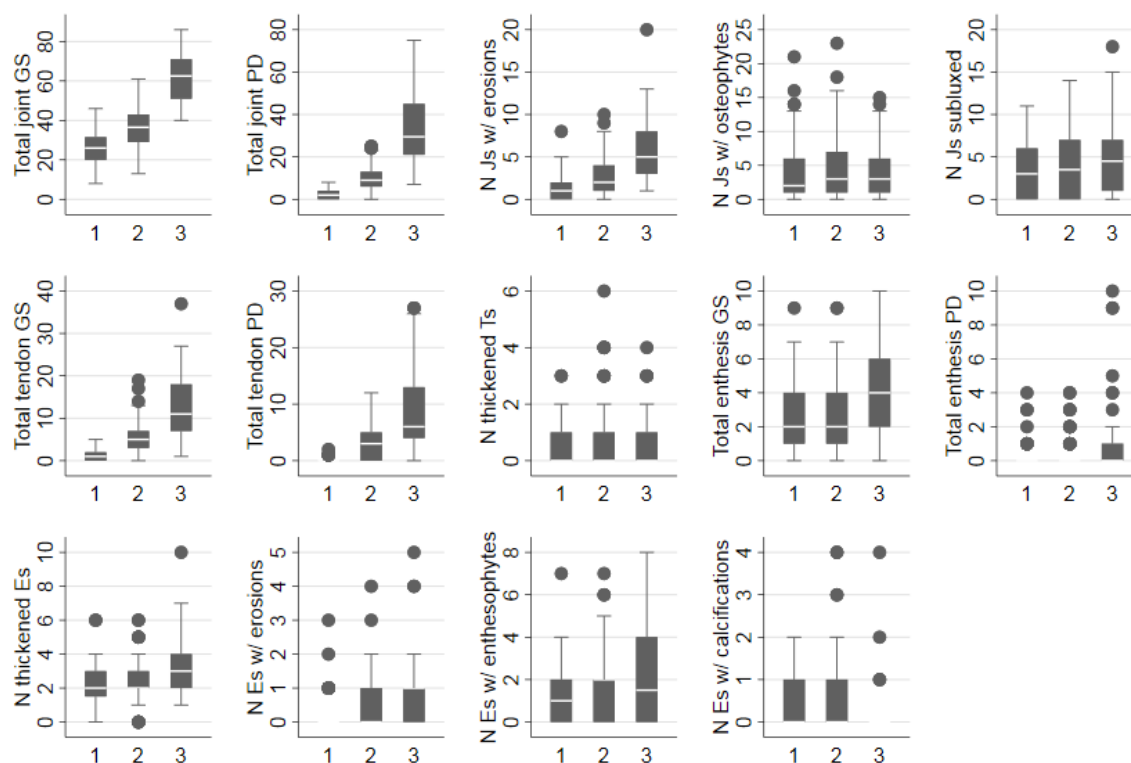 Total joint GS
0 20 40 60 80
1 2 3
Total joint PD
0 20 40 60 80
1 2 3
N Js w/ erosions
0 5 10 15 20
1 2 3
N Js w/ osteophytes
0 5 10 15 20 25
1 2 3
N Js subluxed
0 5 10 15 20
1 2 3
Total tendon GS
0 10 20 30 40
1 2 3
Total tendon PD
0 10 20 30
1 2 3
N thickened Ts
0 2 4 6
1 2 3
Total enthesis GS
0 2 4 6 8 10
1 2 3
Total enthesis PD
0 2 4 6 8 10
1 2 3
N thickened Es
0 2 4 6 8 10
1 2 3
N Es w/ erosions
0 1 2 3 4 5
1 2 3
N Es w/ enthesophytes
0 2 4 6 8
1 2 3
N Es w/ calcifications
0 1 2 3 4
1 2 3